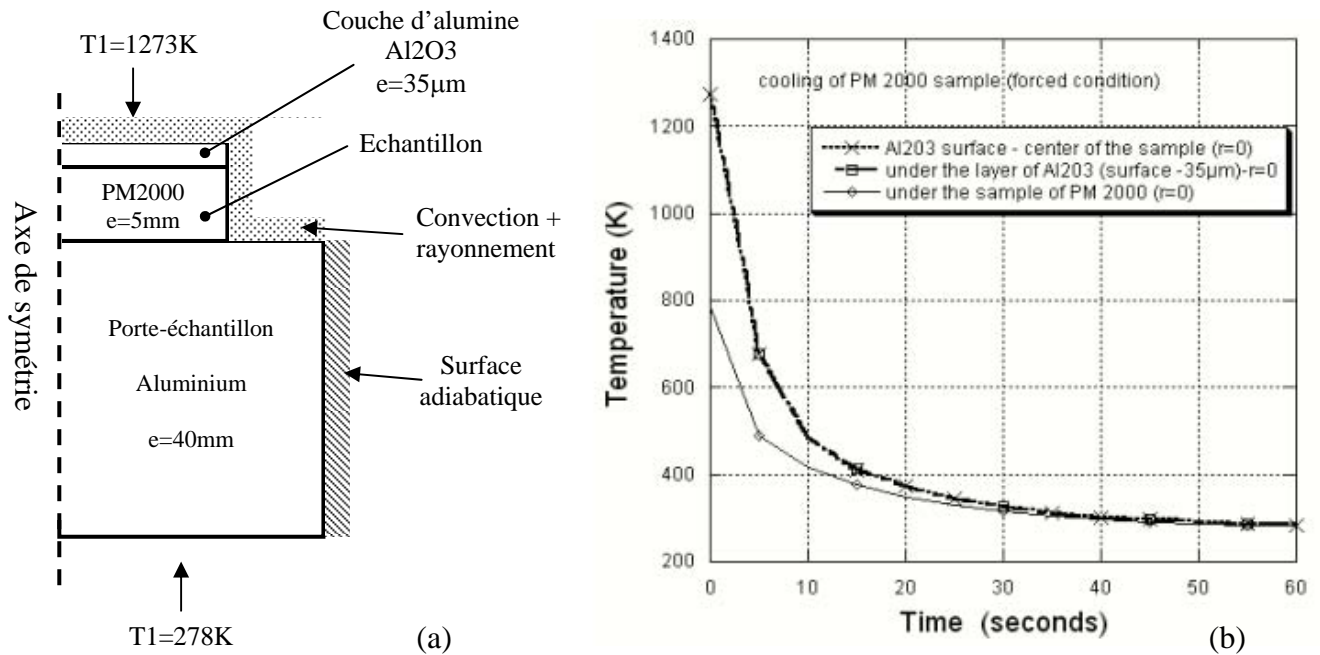 T1=1273K
Couche d'alumine
Al2O3
e=35µm
Echantillon
PM2000
e=5mm
Convection +
rayonnement
Axe de symétrie
Porte-échantillon
Aluminium
e=40mm
Surface
adiabatique
T1=278K
(a)
1400
1200
1000
800
600
400
200
Temperature (K)
cooling of PM 2000 sample (forced condition)
Al203 surface - center of the sample (r=0)
under the layer of Al203 (surface -35µm)-r=0
under the sample of PM 2000 (r=0)
0 10 20 30 40 50 60
Time (seconds)
(b)